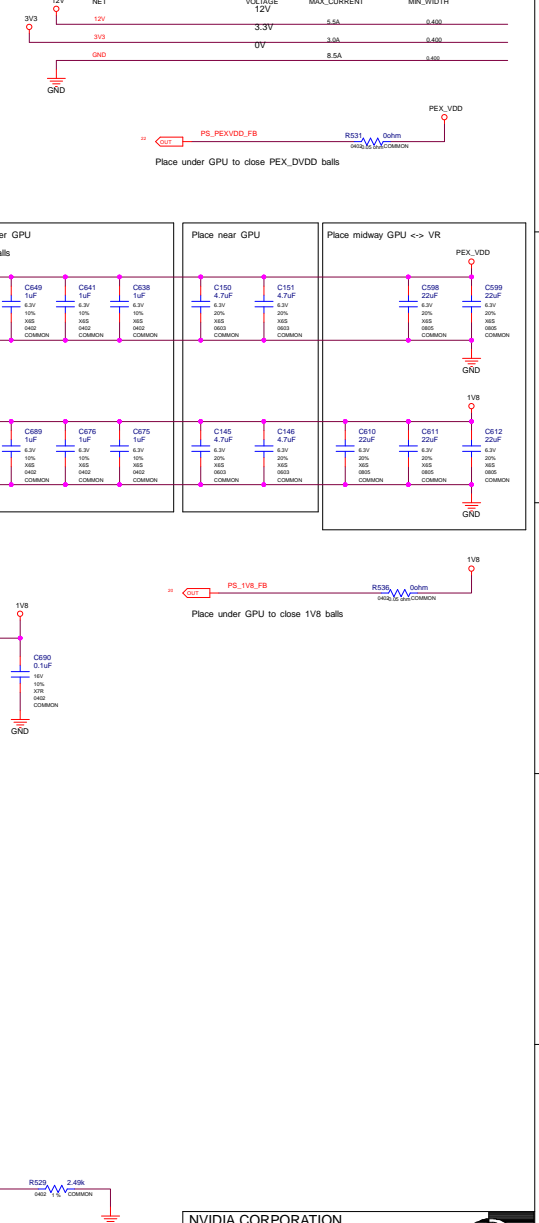 12V NET VOLTAGE MAX_CURRENT MIN_WIDTH
12V
3V3 12V 5.5A 0.400
3.3V
3V3 3.0A 0.400
0V
GND 8.5A 0.400
GND
PEX_VDD
PS_PEXVDD_FB R531 0ohm
OUT 0402 0.05 ohm COMMON
Place under GPU to close PEX_DVDD balls
er GPU Place near GPU Place midway GPU <-> VR
alls PEX_VDD
C649 C641 C638 C150 C151 C598 C599
1uF 1uF 1uF 4.7uF 4.7uF 22uF 22uF
6.3V 6.3V 6.3V 6.3V 6.3V 6.3V 6.3V
10% 10% 10% 20% 20% 20% 20%
X6S X6S X6S X6S X6S X6S X6S
0402 0402 0402 0603 0603 0805 0805
COMMON COMMON COMMON COMMON COMMON COMMON COMMON
GND
1V8
C689 C676 C675 C145 C146 C610 C611 C612
1uF 1uF 1uF 4.7uF 4.7uF 22uF 22uF 22uF
6.3V 6.3V 6.3V 6.3V 6.3V 6.3V 6.3V 6.3V
10% 10% 10% 20% 20% 20% 20% 20%
X6S X6S X6S X6S X6S X6S X6S X6S
0402 0402 0402 0603 0603 0805 0805 0805
COMMON COMMON COMMON COMMON COMMON COMMON COMMON COMMON
GND
1V8
PS_1V8_FB R536 0ohm
OUT 0402 0.05 ohm COMMON
Place under GPU to close 1V8 balls
1V8
C690
0.1uF
16V
10%
X7R
0402
COMMON
GND
R529 2.49k
0402 1 % COMMON
NVIDIA CORPORATION